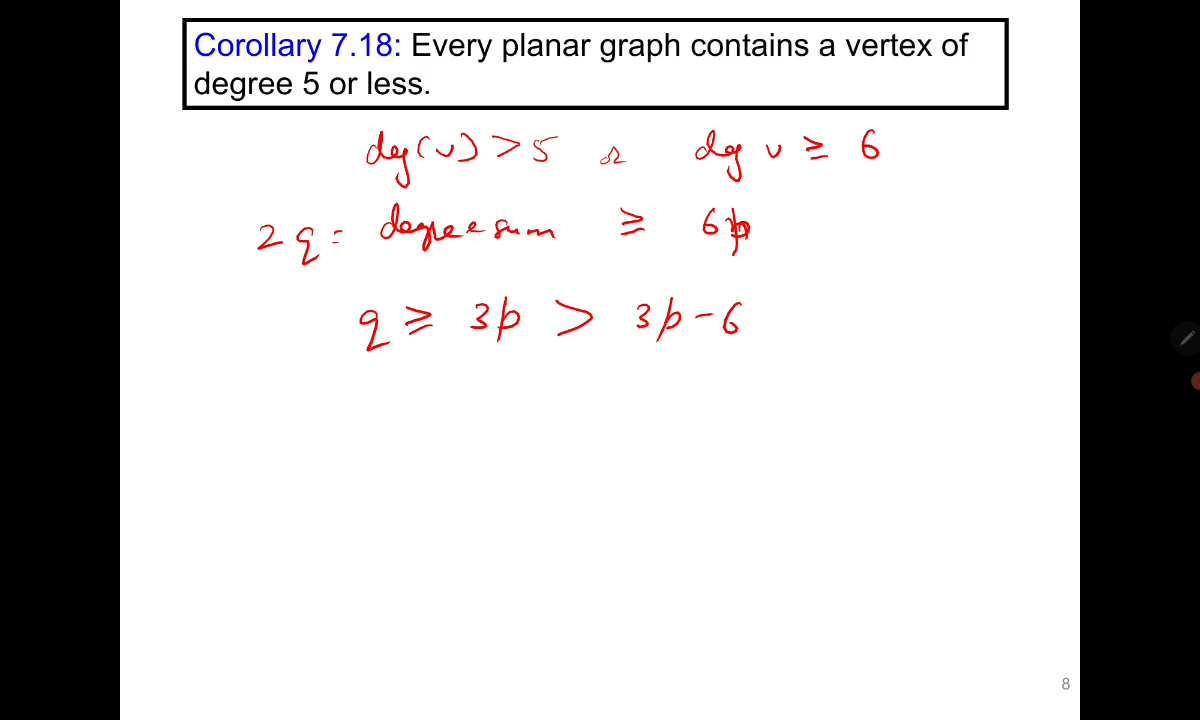 Corollary 7.18: Every planar graph contains a vertex of
degree 5 or less.
deg(v) > 5 or deg v ≥ 6
2q = degree sum ≥ 6p
q ≥ 3p > 3p - 6
8